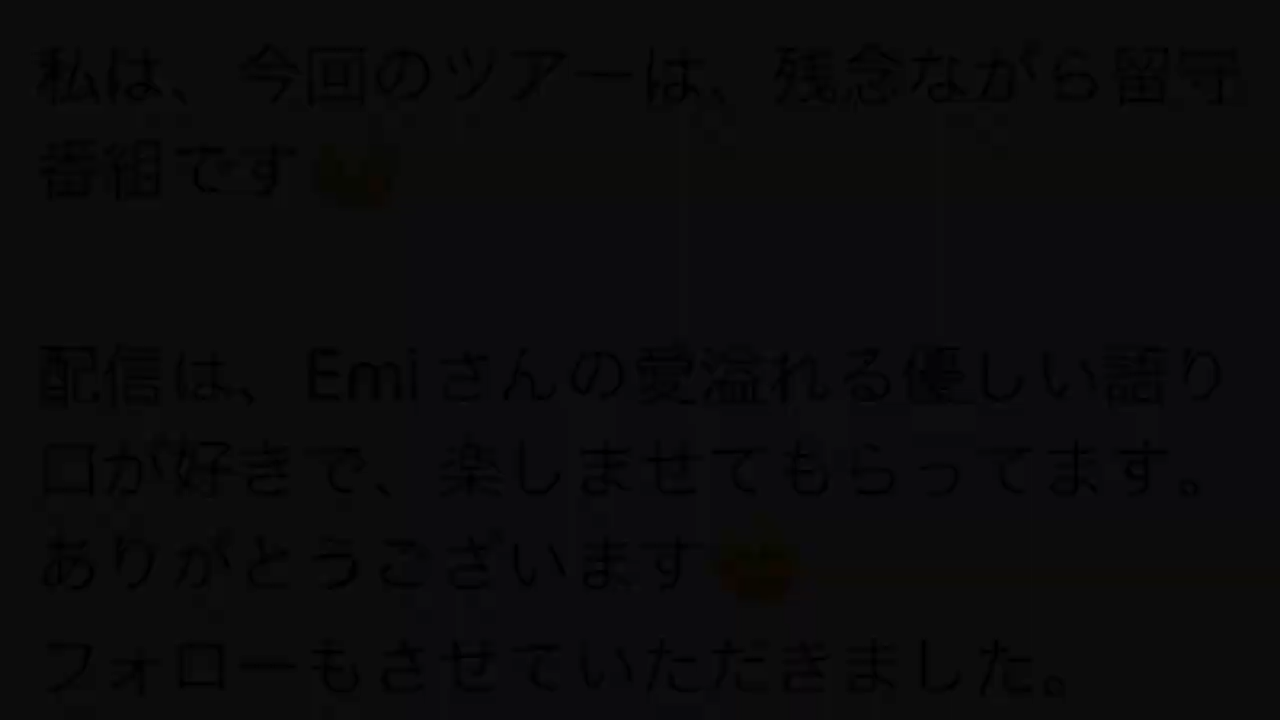 私は、今回のツアーは、残念ながら留守
番組です
配信は、Emiさんの愛溢れる優しい語り
口が好きで、楽しませてもらってます。
ありがとうございます
フォローもさせていただきました。